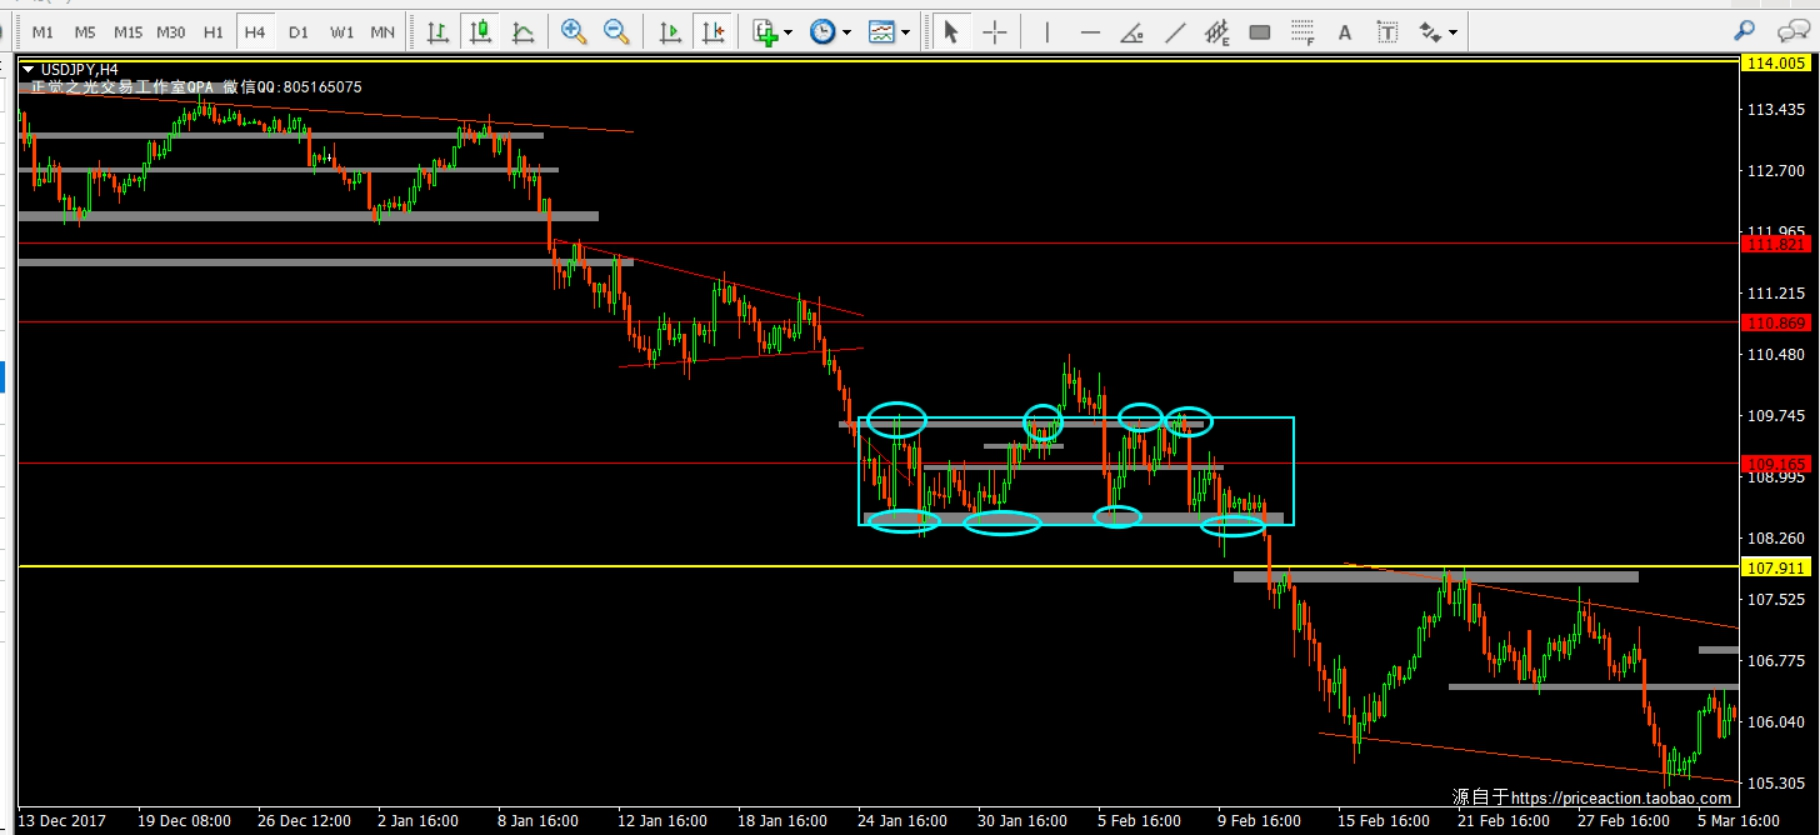 M1 M5 M15 M30 H1 H4 D1 W1 MN
E F A T
USDJPY,H4
正觉之光交易工作室QPA 微信QQ:805165075
114.005
113.435
112.700
111.965
111.821
111.215
110.869
110.480
109.745
109.165
108.995
108.260
107.911
107.525
106.775
106.040
105.305
源自于https://priceaction.taobao.com
13 Dec 2017 19 Dec 08:00 26 Dec 12:00 2 Jan 16:00 8 Jan 16:00 12 Jan 16:00 18 Jan 16:00 24 Jan 16:00 30 Jan 16:00 5 Feb 16:00 9 Feb 16:00 15 Feb 16:00 21 Feb 16:00 27 Feb 16:00 5 Mar 16:00